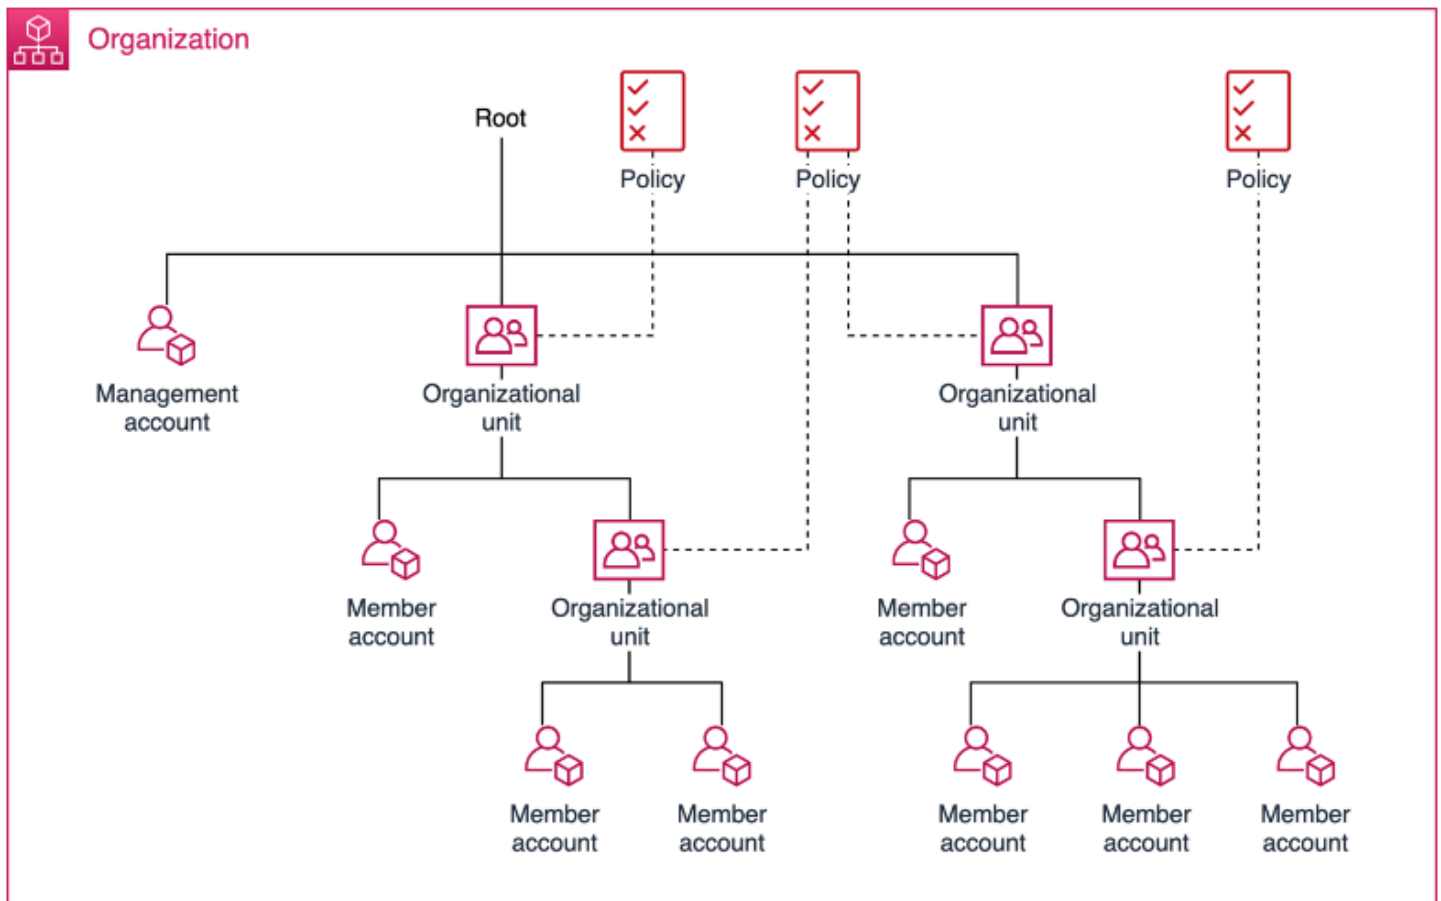 Organization
Root
Policy
Policy
Policy
Management
account
Organizational
unit
Organizational
unit
Member
account
Organizational
unit
Member
account
Organizational
unit
Member
account
Member
account
Member
account
Member
account
Member
account